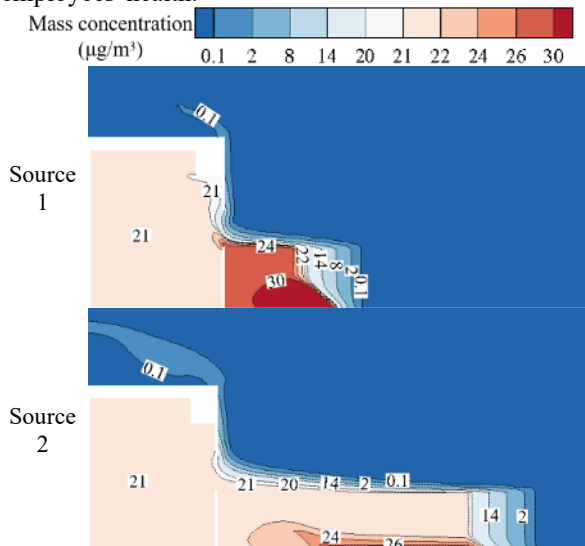 employees' health.
Mass concentration
(μg/m³)
0.1 2 8 14 20 21 22 24 26 30
0.1
Source
1
21
21
24
22
14
8
2
0.1
30
0.1
Source
2
21
21 20 14 2 0.1
14 2
24
26